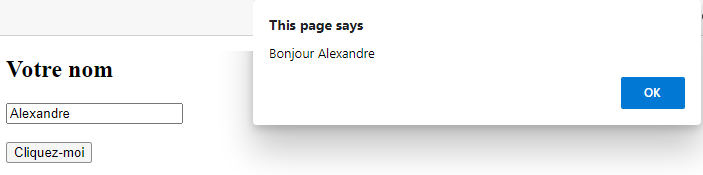 This page says
Bonjour Alexandre
OK
Votre nom
Alexandre
Cliquez-moi